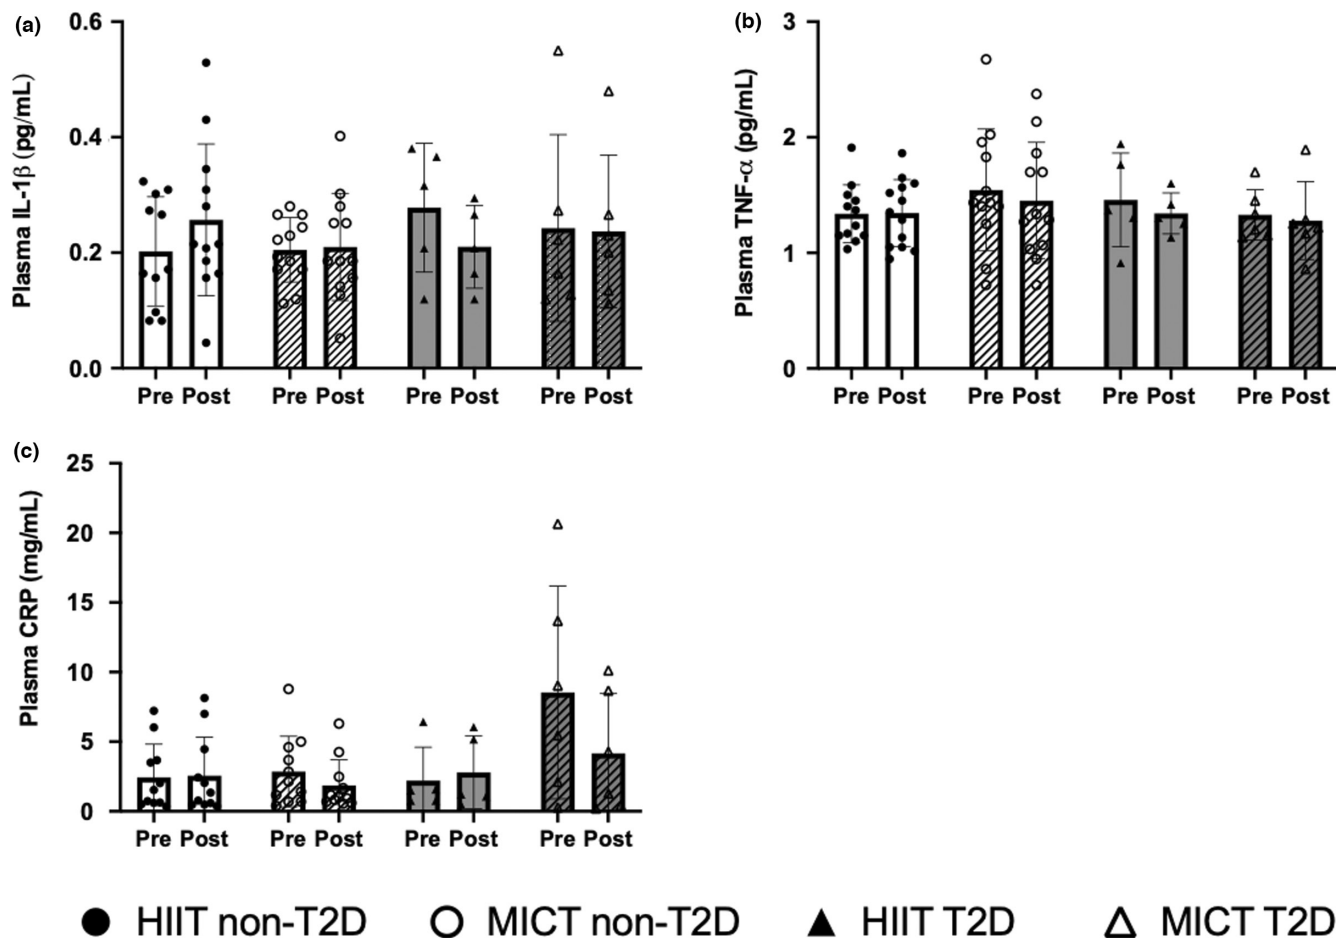 (a)
Plasma IL-1β (pg/mL)
0.6
0.4
0.2
0.0
Pre Post Pre Post Pre Post Pre Post
(b)
Plasma TNF-α (pg/mL)
3
2
1
0
Pre Post Pre Post Pre Post Pre Post
(c)
Plasma CRP (mg/mL)
25
20
15
10
5
0
Pre Post Pre Post Pre Post Pre Post
HIIT non-T2D MICT non-T2D HIIT T2D MICT T2D